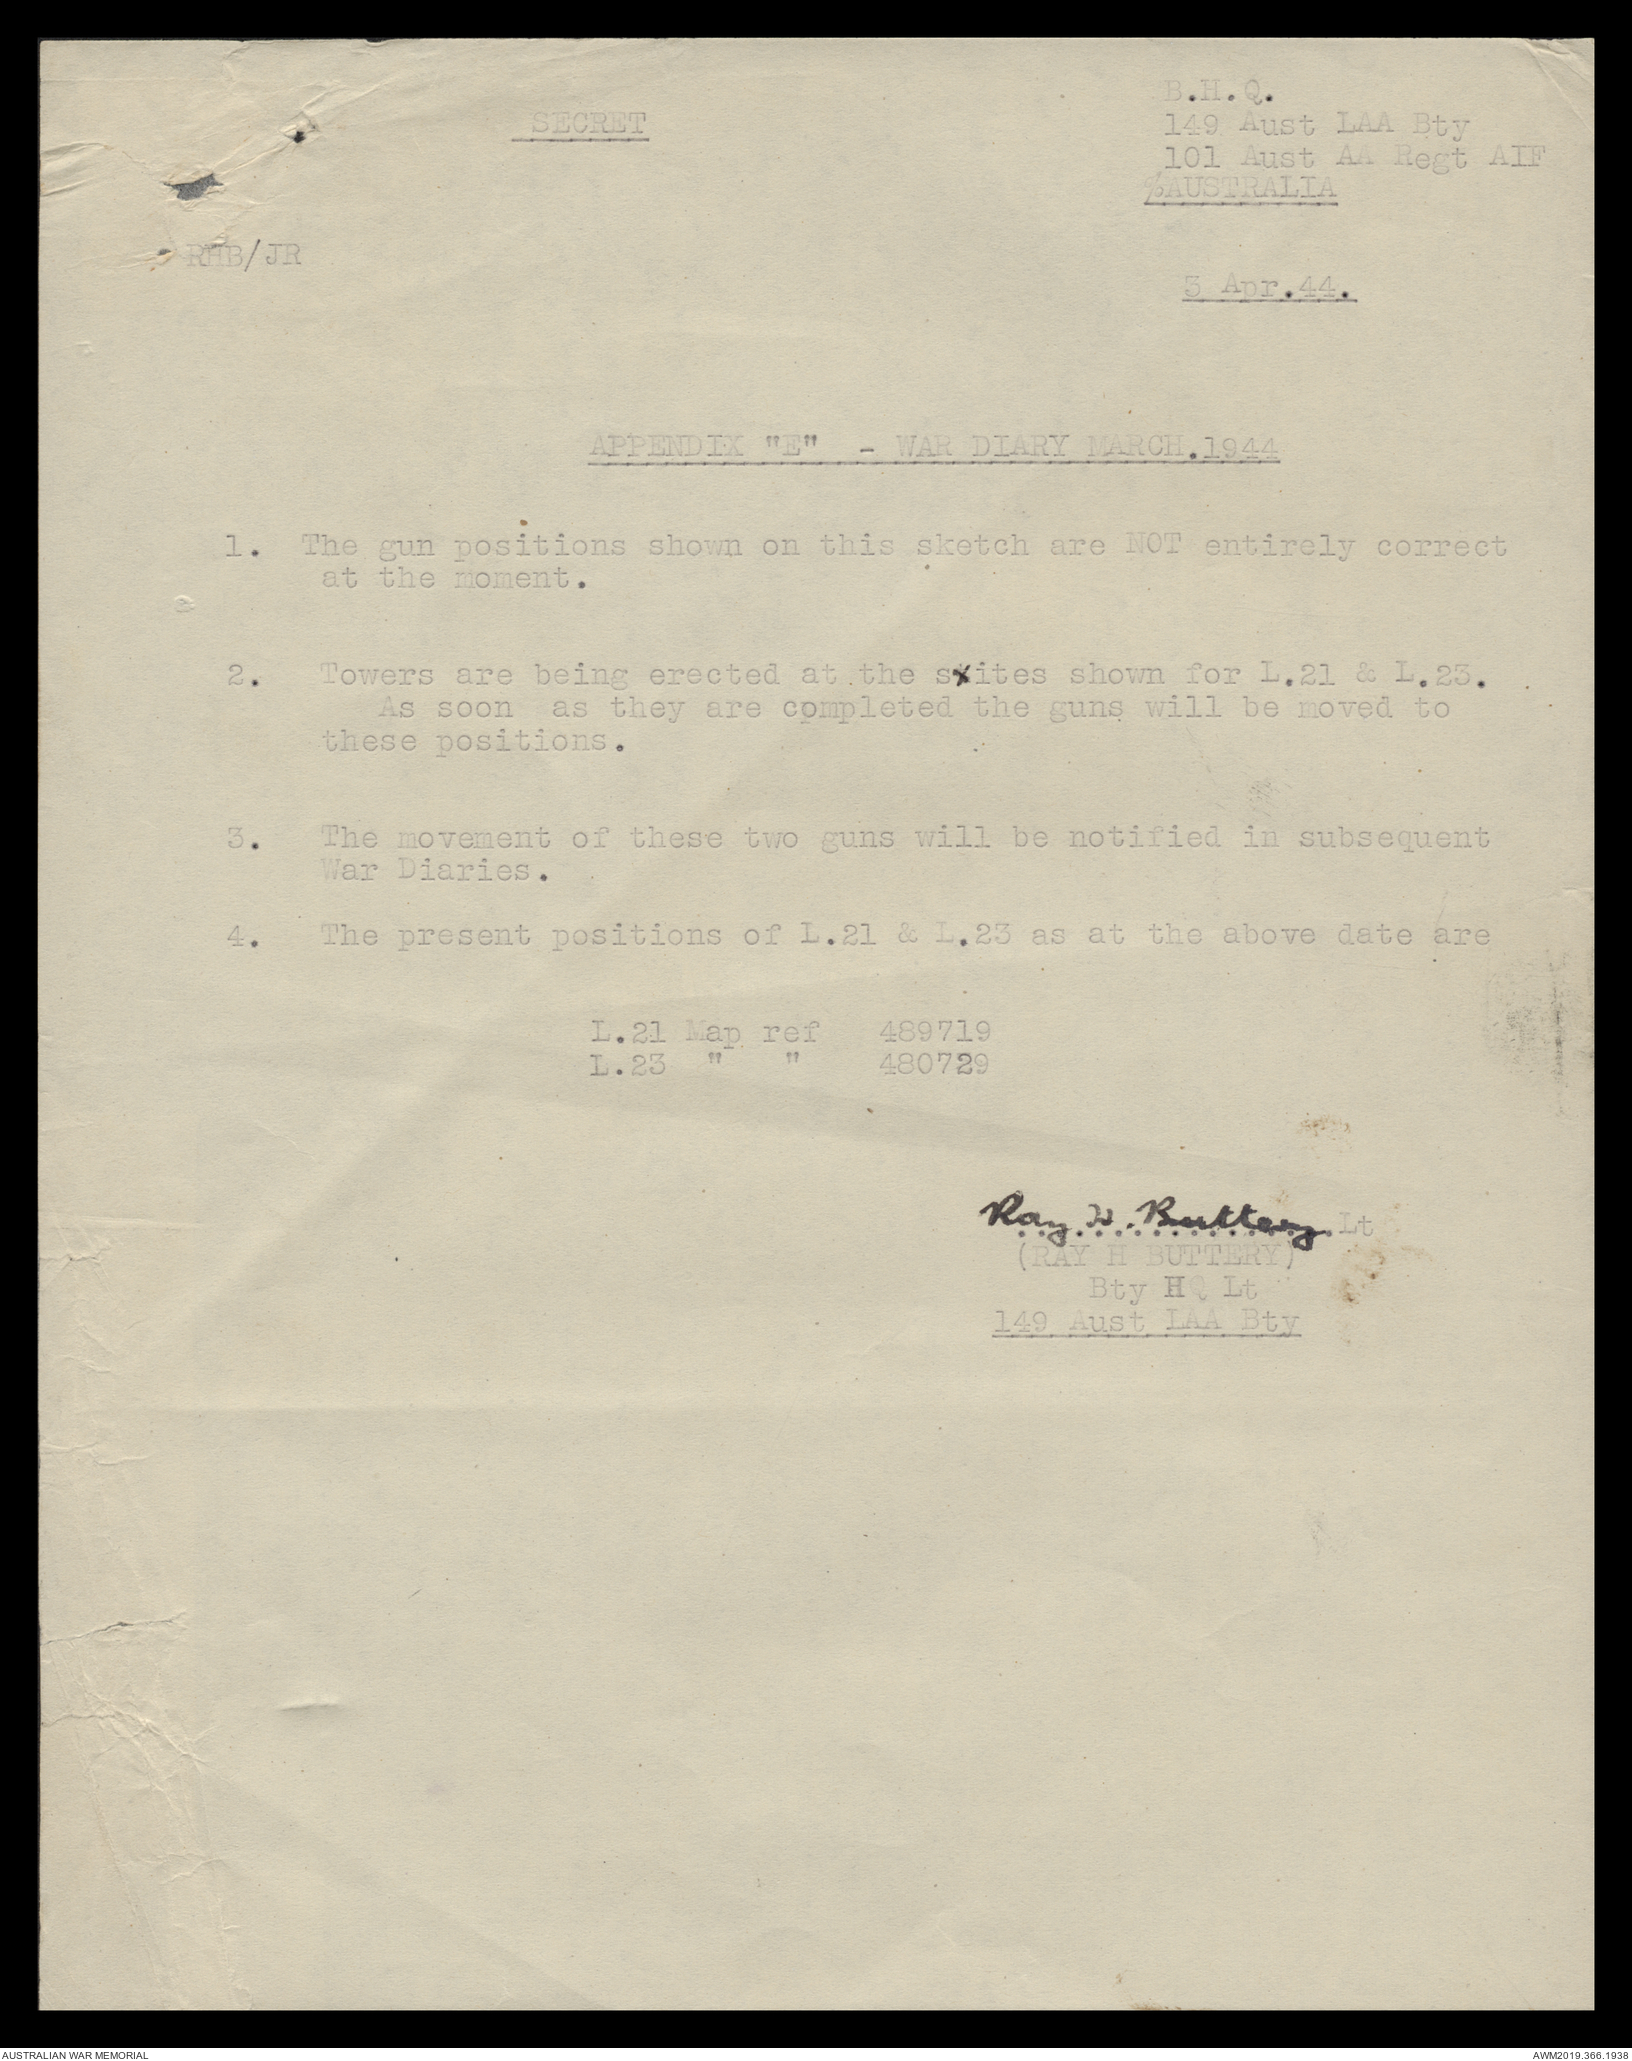 SECRET
B.H.Q.
149 Aust LAA Bty
101 Aust AA Regt AIF
AUSTRALIA
RHB/JR
3 Apr.44.
APPENDIX "E" - WAR DIARY MARCH.1944
1. The gun positions shown on this sketch are NOT entirely correct
at the moment.
2. Towers are being erected at the sxites shown for L.21 & L.23.
As soon as they are completed the guns will be moved to
these positions.
3. The movement of these two guns will be notified in subsequent
War Diaries.
4. The present positions of L.21 & L.23 as at the above date are
L.21 Map ref 489719
L.23 " " 480729
Ray H. Buttery Lt
(RAY H BUTTERY)
Bty HQ Lt
149 Aust LAA Bty
AUSTRALIAN WAR MEMORIAL
AWM2019.366.1938